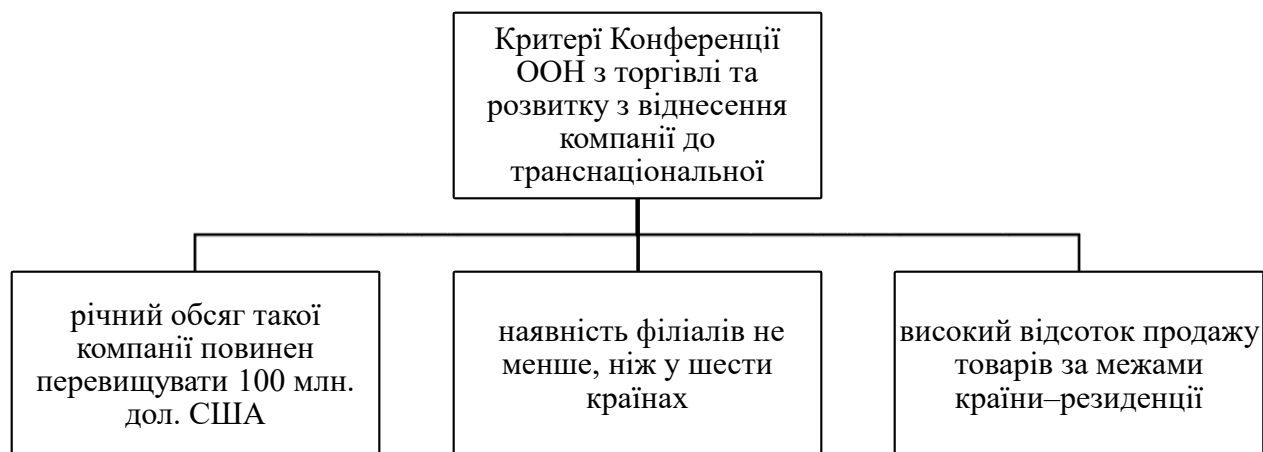 Критерї Конференції
ООН з торгівлі та
розвитку з віднесення
компанії до
транснаціональної
річний обсяг такої
компанії повинен
перевищувати 100 млн.
дол. США
наявність філіалів не
менше, ніж у шести
країнах
високий відсоток продажу
товарів за межами
країни–резиденції